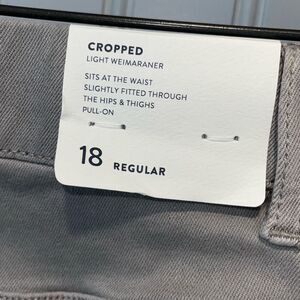 CROPPED
LIGHT WEIMARANER
SITS AT THE WAIST
SLIGHTLY FITTED THROUGH
THE HIPS & THIGHS
PULL-ON
18 REGULAR